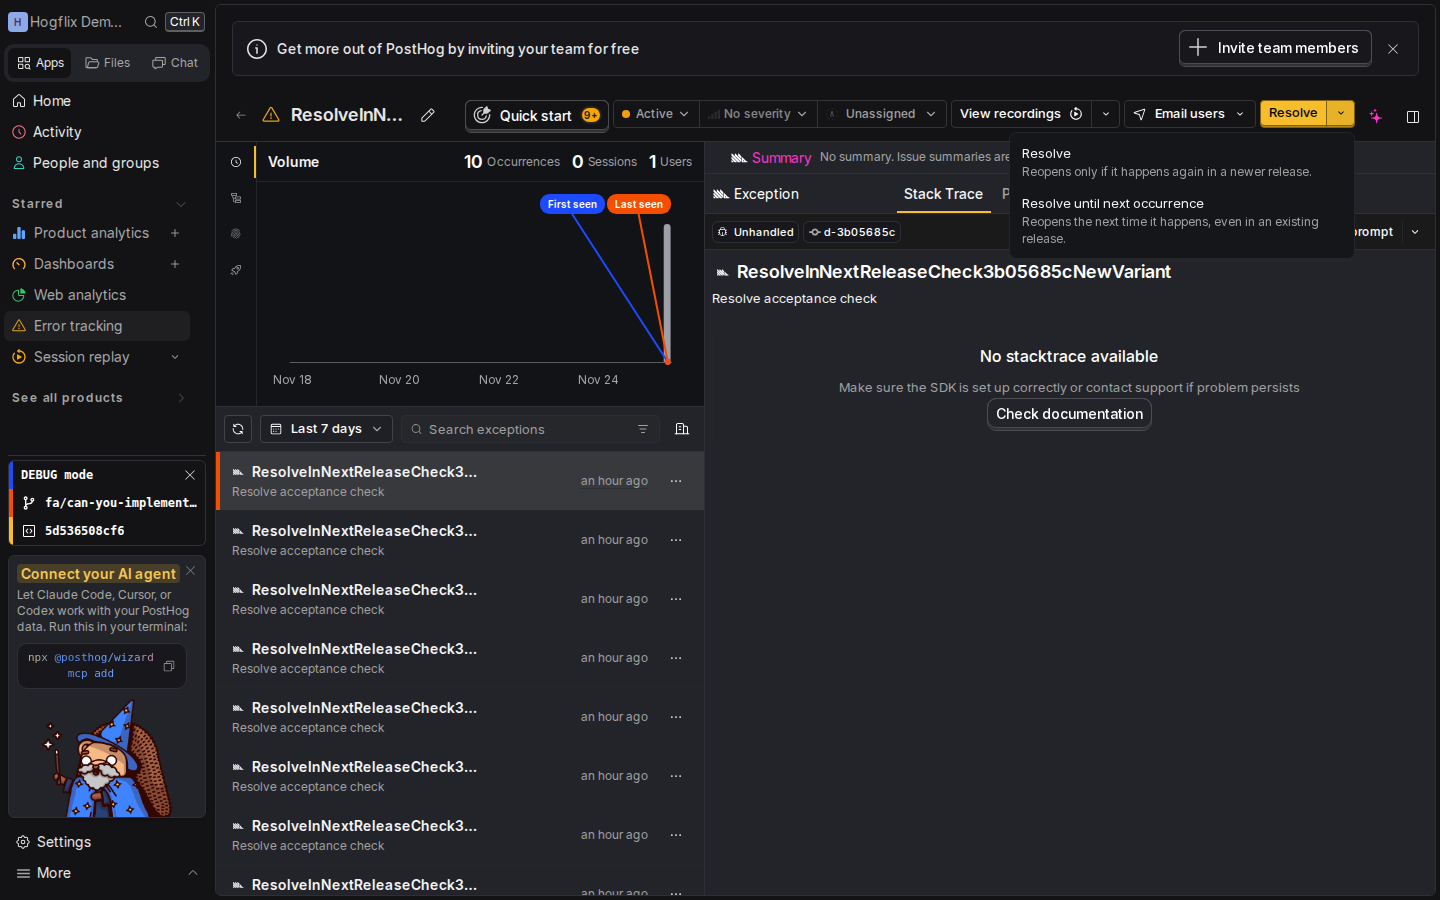 H Hogflix Dem... Ctrl K
Apps Files Chat
Home
Activity
People and groups
Starred
Product analytics
Dashboards
Web analytics
Error tracking
Session replay
See all products
DEBUG mode
fa/can-you-implement...
5d536508cf6
Connect your AI agent
Let Claude Code, Cursor, or
Codex work with your PostHog
data. Run this in your terminal:
npx @posthog/wizard
mcp add
Settings
More
Get more out of PostHog by inviting your team for free
Invite team members
ResolveInN...
Quick start 9+
Active
No severity
Unassigned
View recordings
Email users
Resolve
Volume
10 Occurrences 0 Sessions 1 Users
First seen Last seen
Nov 18 Nov 20 Nov 22 Nov 24
Last 7 days
Search exceptions
ResolveInNextReleaseCheck3...
Resolve acceptance check
an hour ago
ResolveInNextReleaseCheck3...
Resolve acceptance check
an hour ago
ResolveInNextReleaseCheck3...
Resolve acceptance check
an hour ago
ResolveInNextReleaseCheck3...
Resolve acceptance check
an hour ago
ResolveInNextReleaseCheck3...
Resolve acceptance check
an hour ago
ResolveInNextReleaseCheck3...
Resolve acceptance check
an hour ago
ResolveInNextReleaseCheck3...
Resolve acceptance check
an hour ago
ResolveInNextReleaseCheck3...
an hour ago
Summary No summary. Issue summaries are
Resolve
Reopens only if it happens again in a newer release.
Resolve until next occurrence
Reopens the next time it happens, even in an existing
release.
Exception
Stack Trace P
Unhandled
d-3b05685c
prompt
ResolveInNextReleaseCheck3b05685cNewVariant
Resolve acceptance check
No stacktrace available
Make sure the SDK is set up correctly or contact support if problem persists
Check documentation